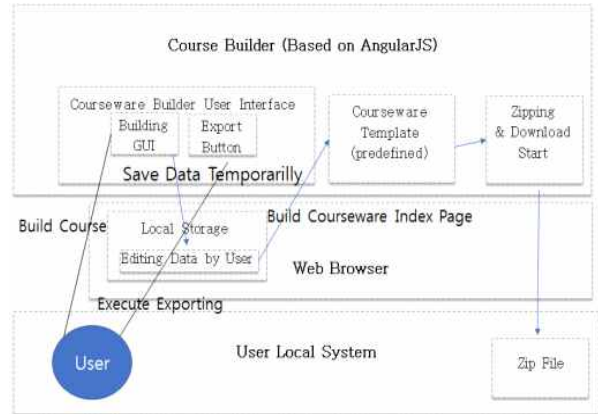 Course Builder (Based on AngularJS)
Courseware Builder User Interface
Building
GUI
Export
Button
Courseware
Template
(predefined)
Zipping
& Download
Start
Save Data Temporarilly
Build Course
Local Storage
Build Courseware Index Page
Editing Data by User
Web Browser
Execute Exporting
User
User Local System
Zip File